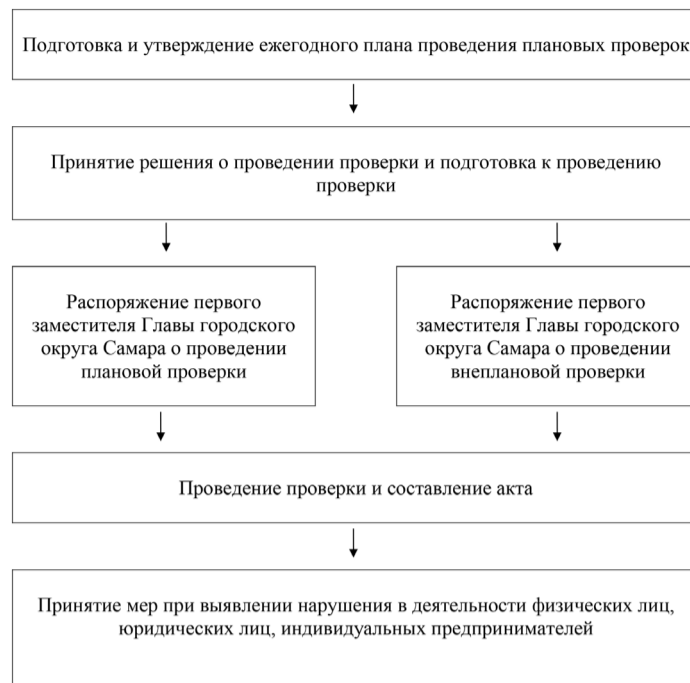 Подготовка и утверждение ежегодного плана проведения плановых проверок
Принятие решения о проведении проверки и подготовка к проведению
проверки
Распоряжение первого
заместителя Главы городского
округа Самара о проведении
плановой проверки
Распоряжение первого
заместителя Главы городского
округа Самара о проведении
внеплановой проверки
Проведение проверки и составление акта
Принятие мер при выявлении нарушения в деятельности физических лиц,
юридических лиц, индивидуальных предпринимателей